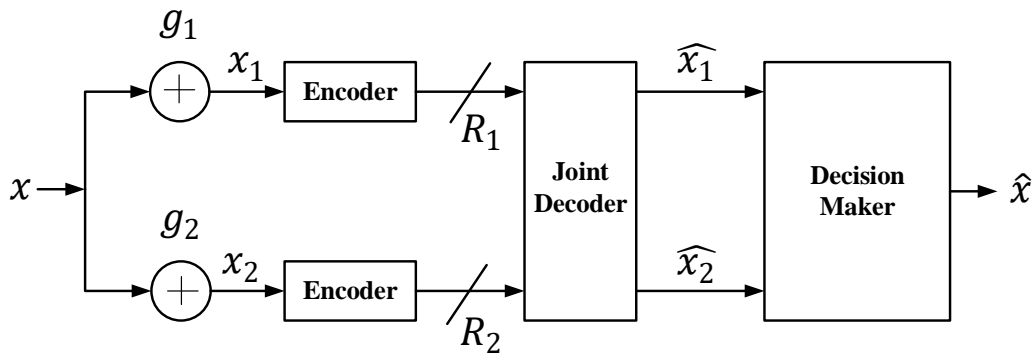 g₁
x₁
Encoder
R₁
x
g₂
x₂
Encoder
R₂
Joint
Decoder
x̂₁
x̂₂
Decision
Maker
x̂